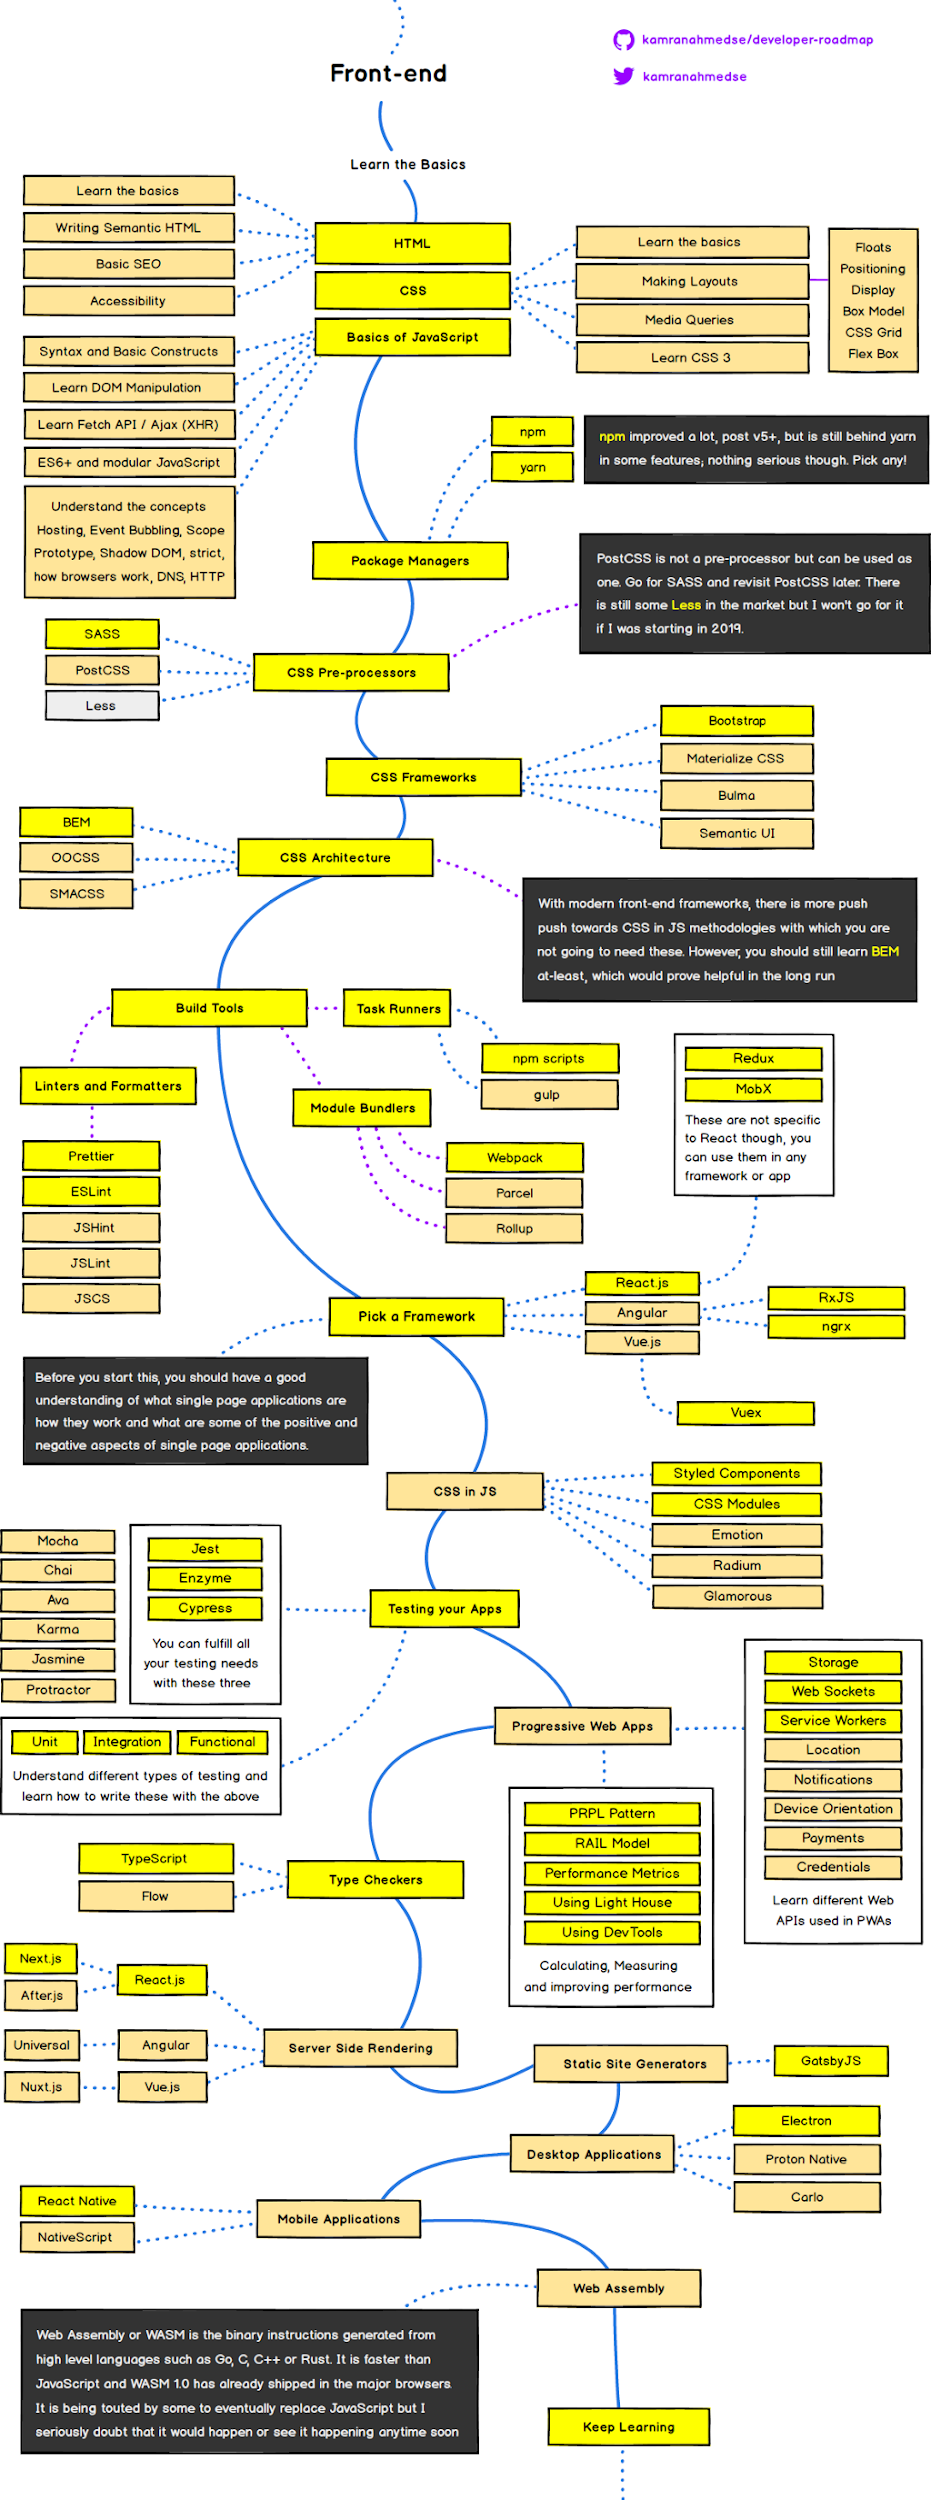 kamranahmedse/developer-roadmap
Front-end
kamranahmedse
Learn the Basics
Learn the basics
Writing Semantic HTML
Basic SEO
Accessibility
HTML
CSS
Basics of JavaScript
Learn the basics
Making Layouts
Media Queries
Learn CSS 3
Floats
Positioning
Display
Box Model
CSS Grid
Flex Box
Syntax and Basic Constructs
Learn DOM Manipulation
Learn Fetch API / Ajax (XHR)
ES6+ and modular JavaScript
Understand the concepts
Hosting, Event Bubbling, Scope
Prototype, Shadow DOM, strict,
how browsers work, DNS, HTTP
npm
yarn
npm improved a lot, post v5+, but is still behind yarn
in some features; nothing serious though. Pick any!
Package Managers
PostCSS is not a pre-processor but can be used as
one. Go for SASS and revisit PostCSS later. There
is still some Less in the market but I won't go for it
if I was starting in 2019.
SASS
PostCSS
Less
CSS Pre-processors
CSS Frameworks
Bootstrap
Materialize CSS
Bulma
Semantic UI
BEM
OOCSS
SMACSS
CSS Architecture
With modern front-end frameworks, there is more push
push towards CSS in JS methodologies with which you are
not going to need these. However, you should still learn BEM
at-least, which would prove helpful in the long run
Build Tools
Task Runners
npm scripts
gulp
Linters and Formatters
Module Bundlers
Prettier
ESLint
JSHint
JSLint
JSCS
Webpack
Parcel
Rollup
Redux
MobX
These are not specific
to React though, you
can use them in any
framework or app
Pick a Framework
React.js
Angular
Vue.js
RxJS
ngrx
Vuex
Before you start this, you should have a good
understanding of what single page applications are
how they work and what are some of the positive and
negative aspects of single page applications.
CSS in JS
Styled Components
CSS Modules
Emotion
Radium
Glamorous
Mocha
Chai
Ava
Karma
Jasmine
Protractor
Jest
Enzyme
Cypress
You can fulfill all
your testing needs
with these three
Testing your Apps
Unit
Integration
Functional
Understand different types of testing and
learn how to write these with the above
Progressive Web Apps
Storage
Web Sockets
Service Workers
Location
Notifications
Device Orientation
Payments
Credentials
Learn different Web
APIs used in PWAs
PRPL Pattern
RAIL Model
Performance Metrics
Using Light House
Using DevTools
Calculating, Measuring
and improving performance
TypeScript
Flow
Type Checkers
Next.js
After.js
React.js
Universal
Angular
Nuxt.js
Vue.js
Server Side Rendering
Static Site Generators
GatsbyJS
Desktop Applications
Electron
Proton Native
Carlo
React Native
NativeScript
Mobile Applications
Web Assembly
Web Assembly or WASM is the binary instructions generated from
high level languages such as Go, C, C++ or Rust. It is faster than
JavaScript and WASM 1.0 has already shipped in the major browsers.
It is being touted by some to eventually replace JavaScript but I
seriously doubt that it would happen or see it happening anytime soon
Keep Learning